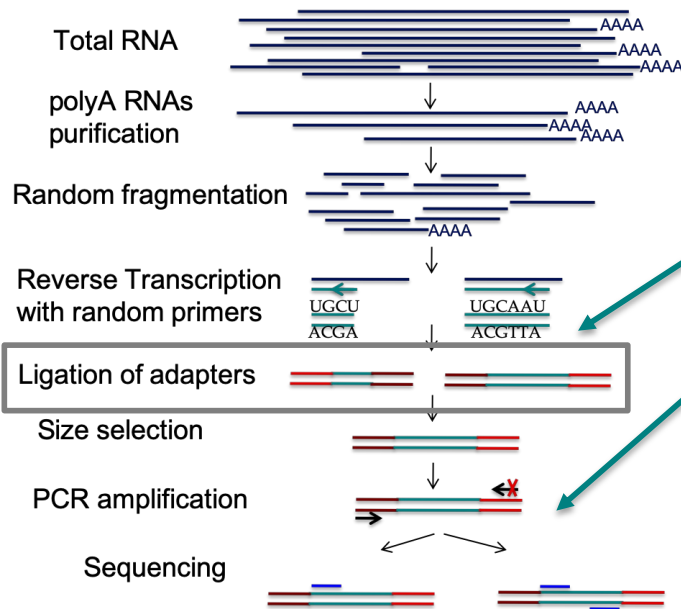 Total RNA
AAAA
AAAA
AAAA
polyA RNAs
purification
AAAA
AAAA
AAAA
Random fragmentation
AAAA
Reverse Transcription
with random primers
UGCU
UGCAAU
ACGA
ACGTTA
Ligation of adapters
Size selection
PCR amplification
X
Sequencing